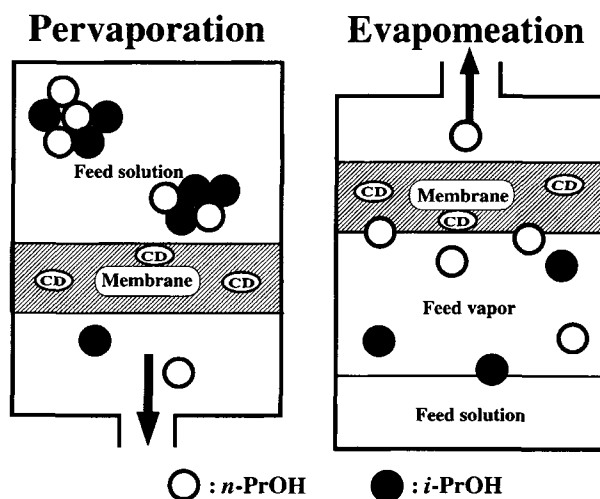 Pervaporation
Evapomeation
Feed solution
CD
Membrane
CD
CD
CD
Membrane
CD
CD
Feed vapor
Feed solution
: n-PrOH
: i-PrOH